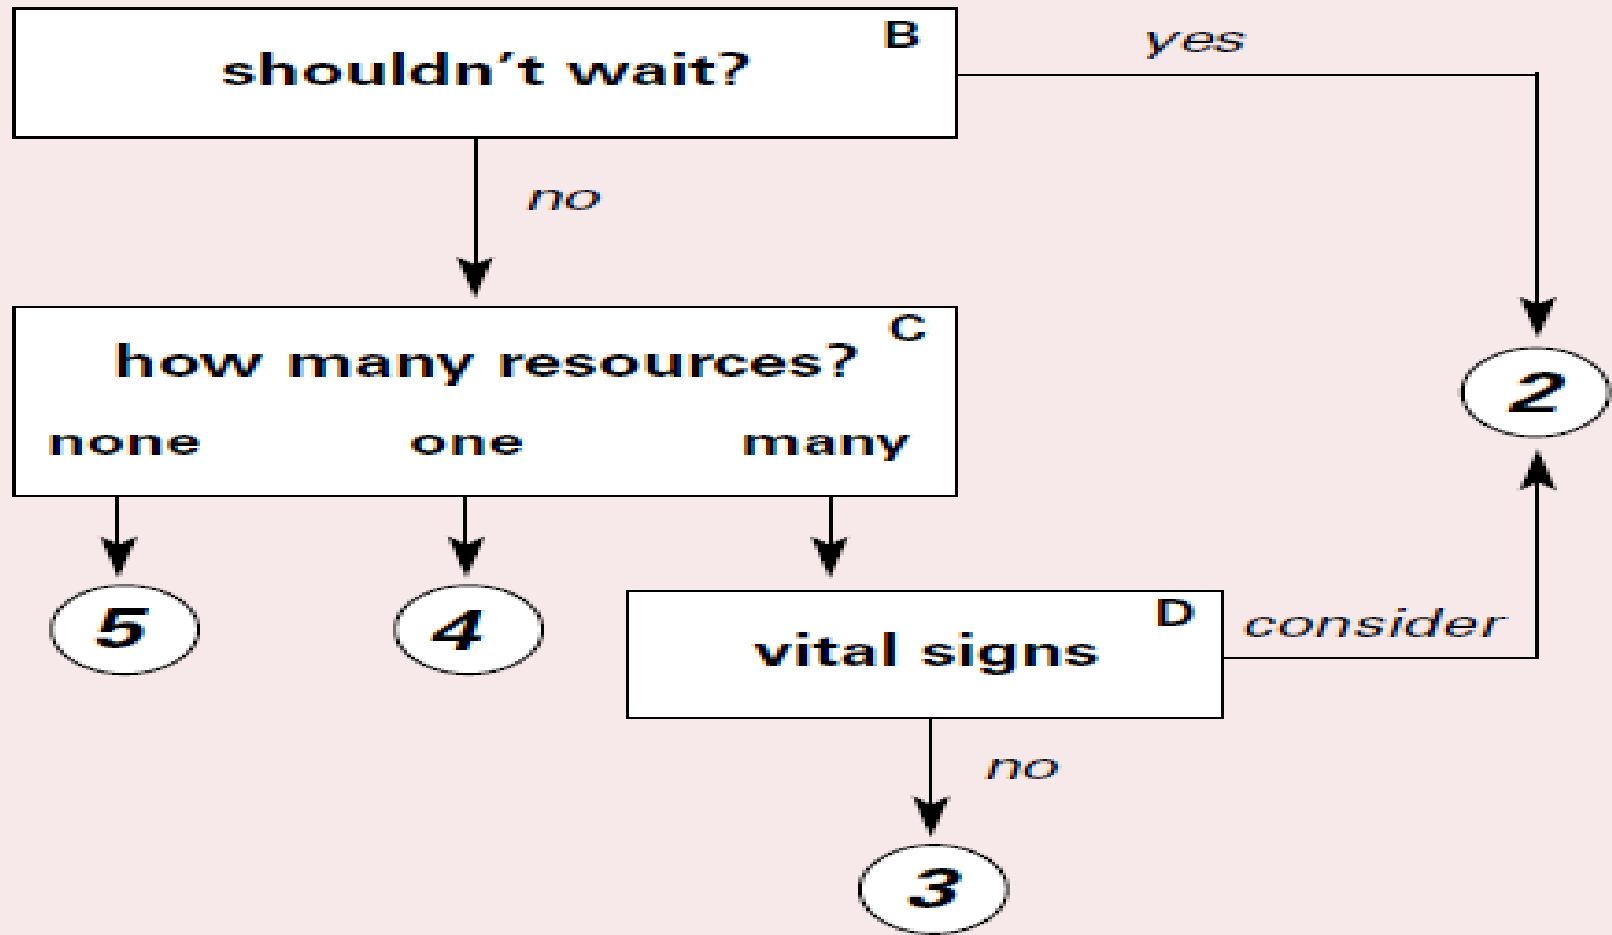 B
shouldn't wait?
yes
no
C
how many resources?
none one many
2
5
4
D
vital signs
consider
no
3